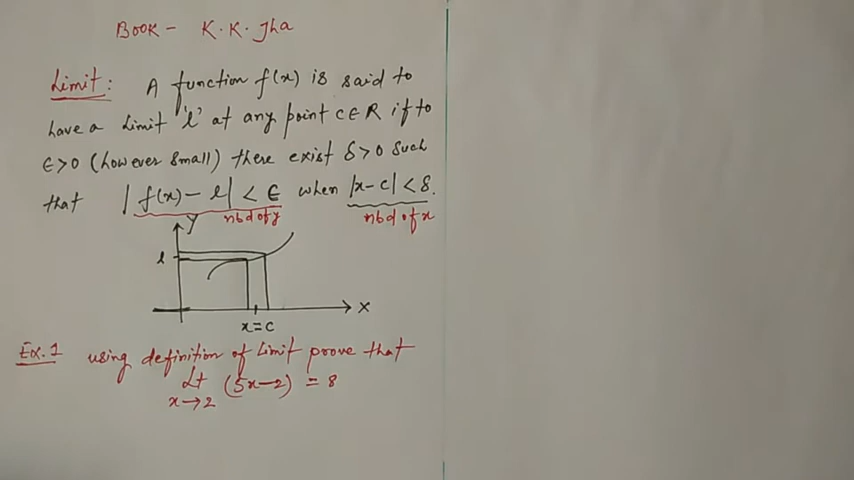 Book - K. K. Jha
Limit: A function f(x) is said to
have a Limit 'l' at any point c∈R if to
∈>0 (however small) there exist δ>0 such
that |f(x)-l| < ∈ when |x-c| < δ.
nbd of y nbd of x
Y
l
X
x=c
Ex.1 using definition of Limit prove that
Lt (5x-2) = 8
x→2